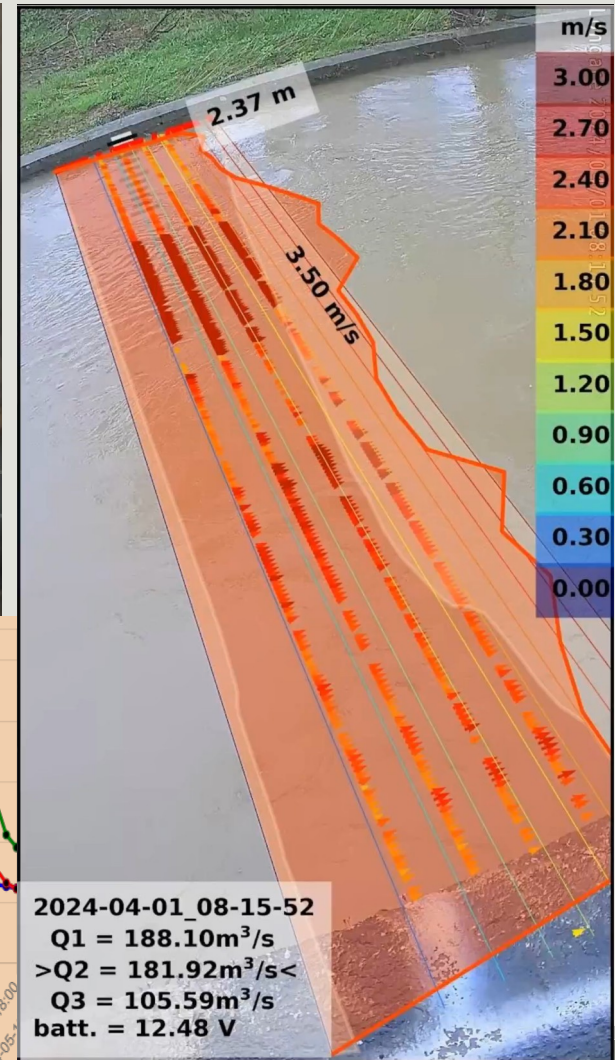 m/s
3.00
2.70
2.40
2.10
1.80
1.50
1.20
0.90
0.60
0.30
0.00
2.37 m
3.50 m/s
2024-04-01_08-15-52
Q1 = 188.10m³/s
>Q2 = 181.92m³/s<
Q3 = 105.59m³/s
batt. = 12.48 V